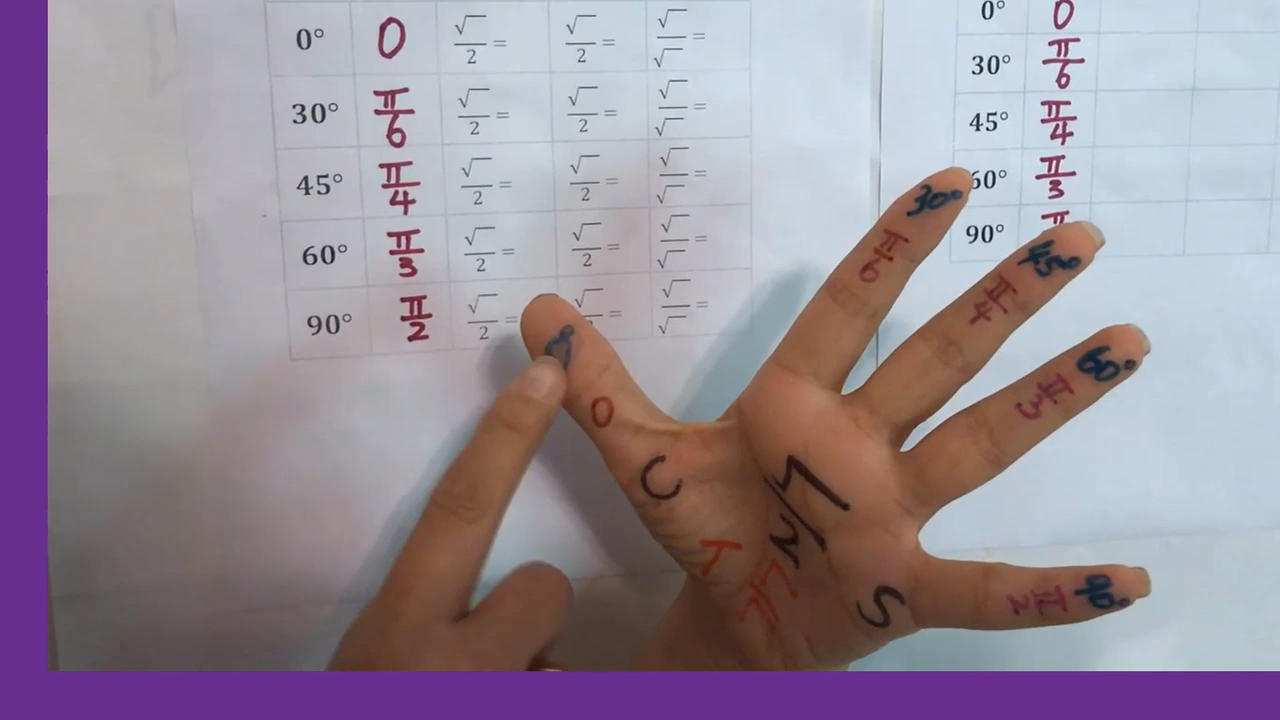 0° 0 √/2 = √/2 = √/√ =
30° π/6 √/2 = √/2 = √/√ =
45° π/4 √/2 = √/2 = √/√ =
60° π/3 √/2 = √/2 = √/√ =
90° π/2 √/2 = √/2 = √/√ =
0° 0
30° π/6
45° π/4
60° π/3
90° π
0
C
30° π/6
45° π/4
60° π/3
90° π/2
√/2
S